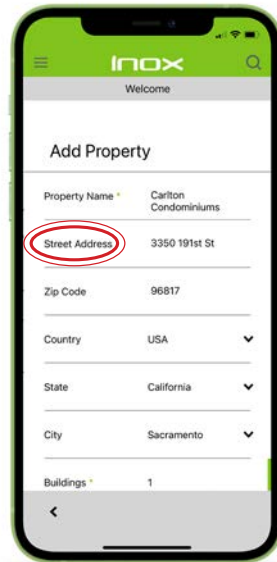 INOX
Welcome
Add Property
Property Name * Carlton
Condominiums
Street Address 3350 191st St
Zip Code 96817
Country USA
State California
City Sacramento
Buildings * 1